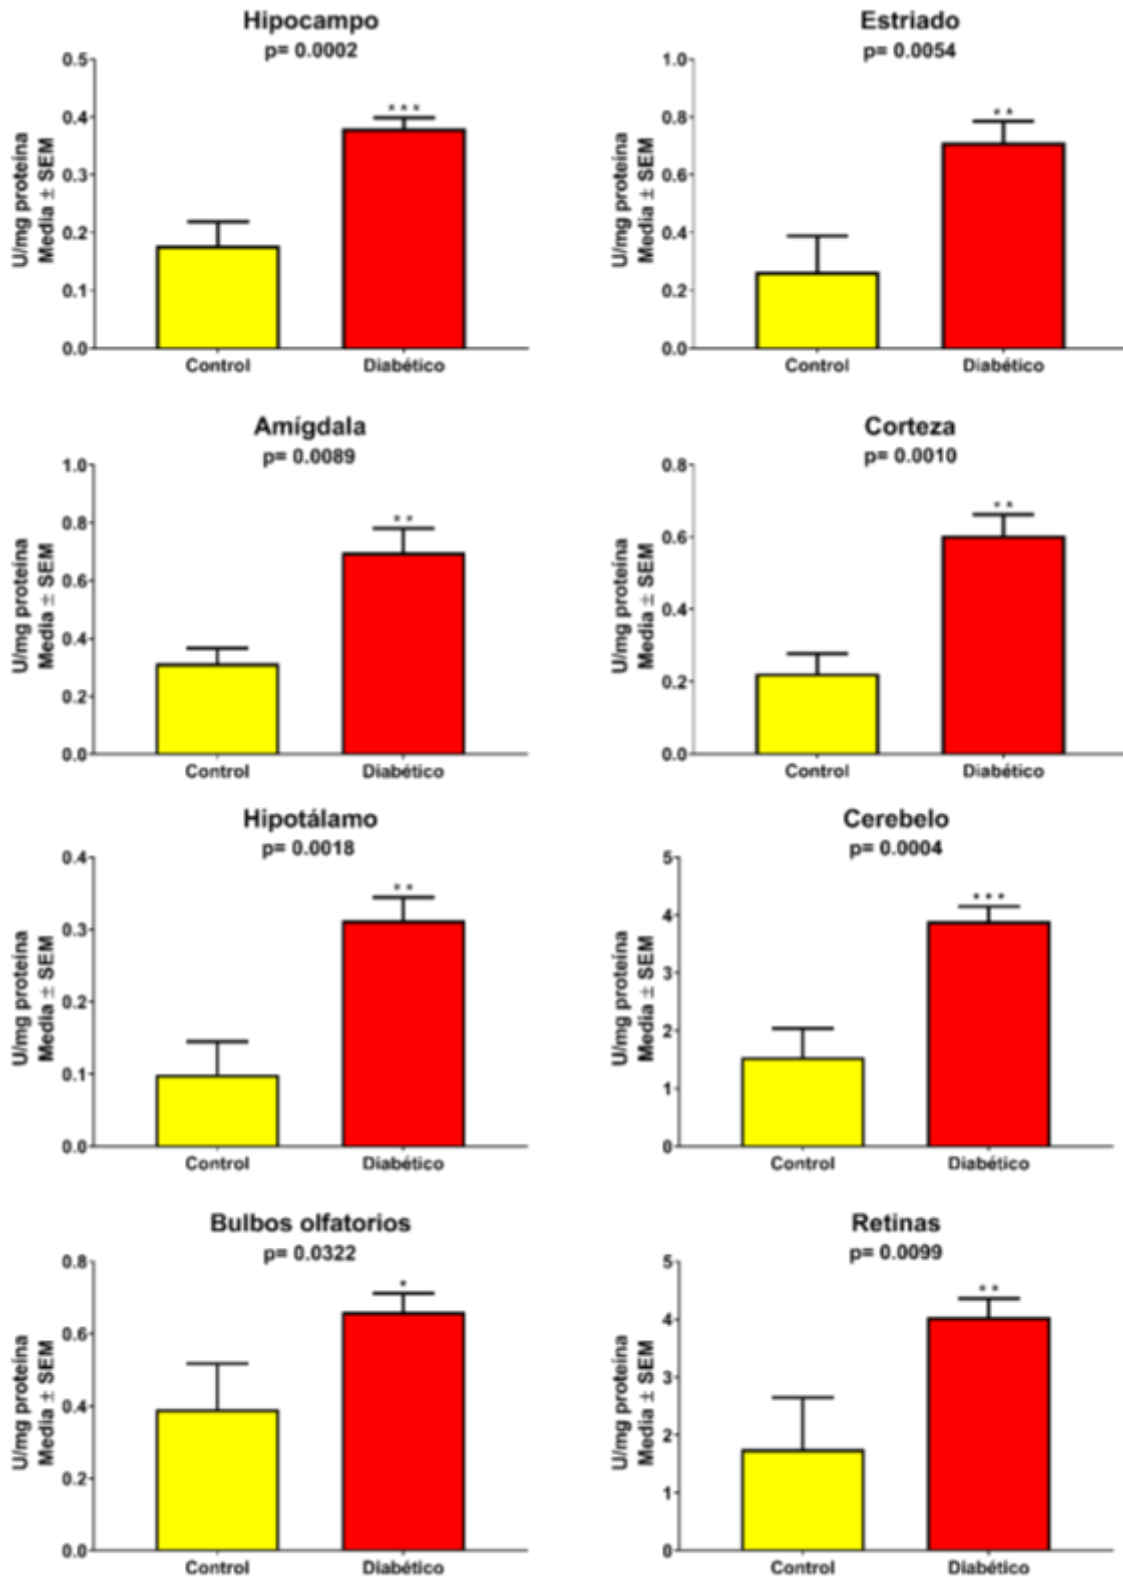 Hipocampo
p= 0.0002
U/mg proteína
Media ± SEM
0.5
0.4
0.3
0.2
0.1
0.0
***
Control
Diabético
Estriado
p= 0.0054
U/mg proteína
Media ± SEM
1.0
0.8
0.6
0.4
0.2
0.0
**
Control
Diabético
Amígdala
p= 0.0089
U/mg proteína
Media ± SEM
1.0
0.8
0.6
0.4
0.2
0.0
**
Control
Diabético
Corteza
p= 0.0010
U/mg proteína
Media ± SEM
0.8
0.6
0.4
0.2
0.0
**
Control
Diabético
Hipotálamo
p= 0.0018
U/mg proteína
Media ± SEM
0.4
0.3
0.2
0.1
0.0
**
Control
Diabético
Cerebelo
p= 0.0004
U/mg proteína
Media ± SEM
5
4
3
2
1
0
***
Control
Diabético
Bulbos olfatorios
p= 0.0322
U/mg proteína
Media ± SEM
0.8
0.6
0.4
0.2
0.0
*
Control
Diabético
Retinas
p= 0.0099
U/mg proteína
Media ± SEM
5
4
3
2
1
0
**
Control
Diabético